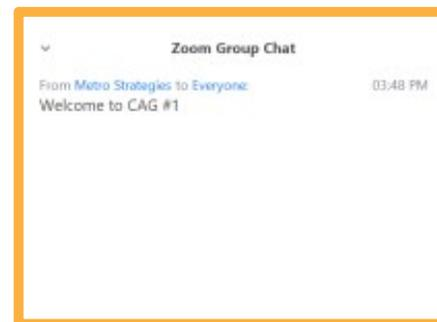 Zoom Group Chat
From Metro Strategies to Everyone: 03:48 PM
Welcome to CAG #1